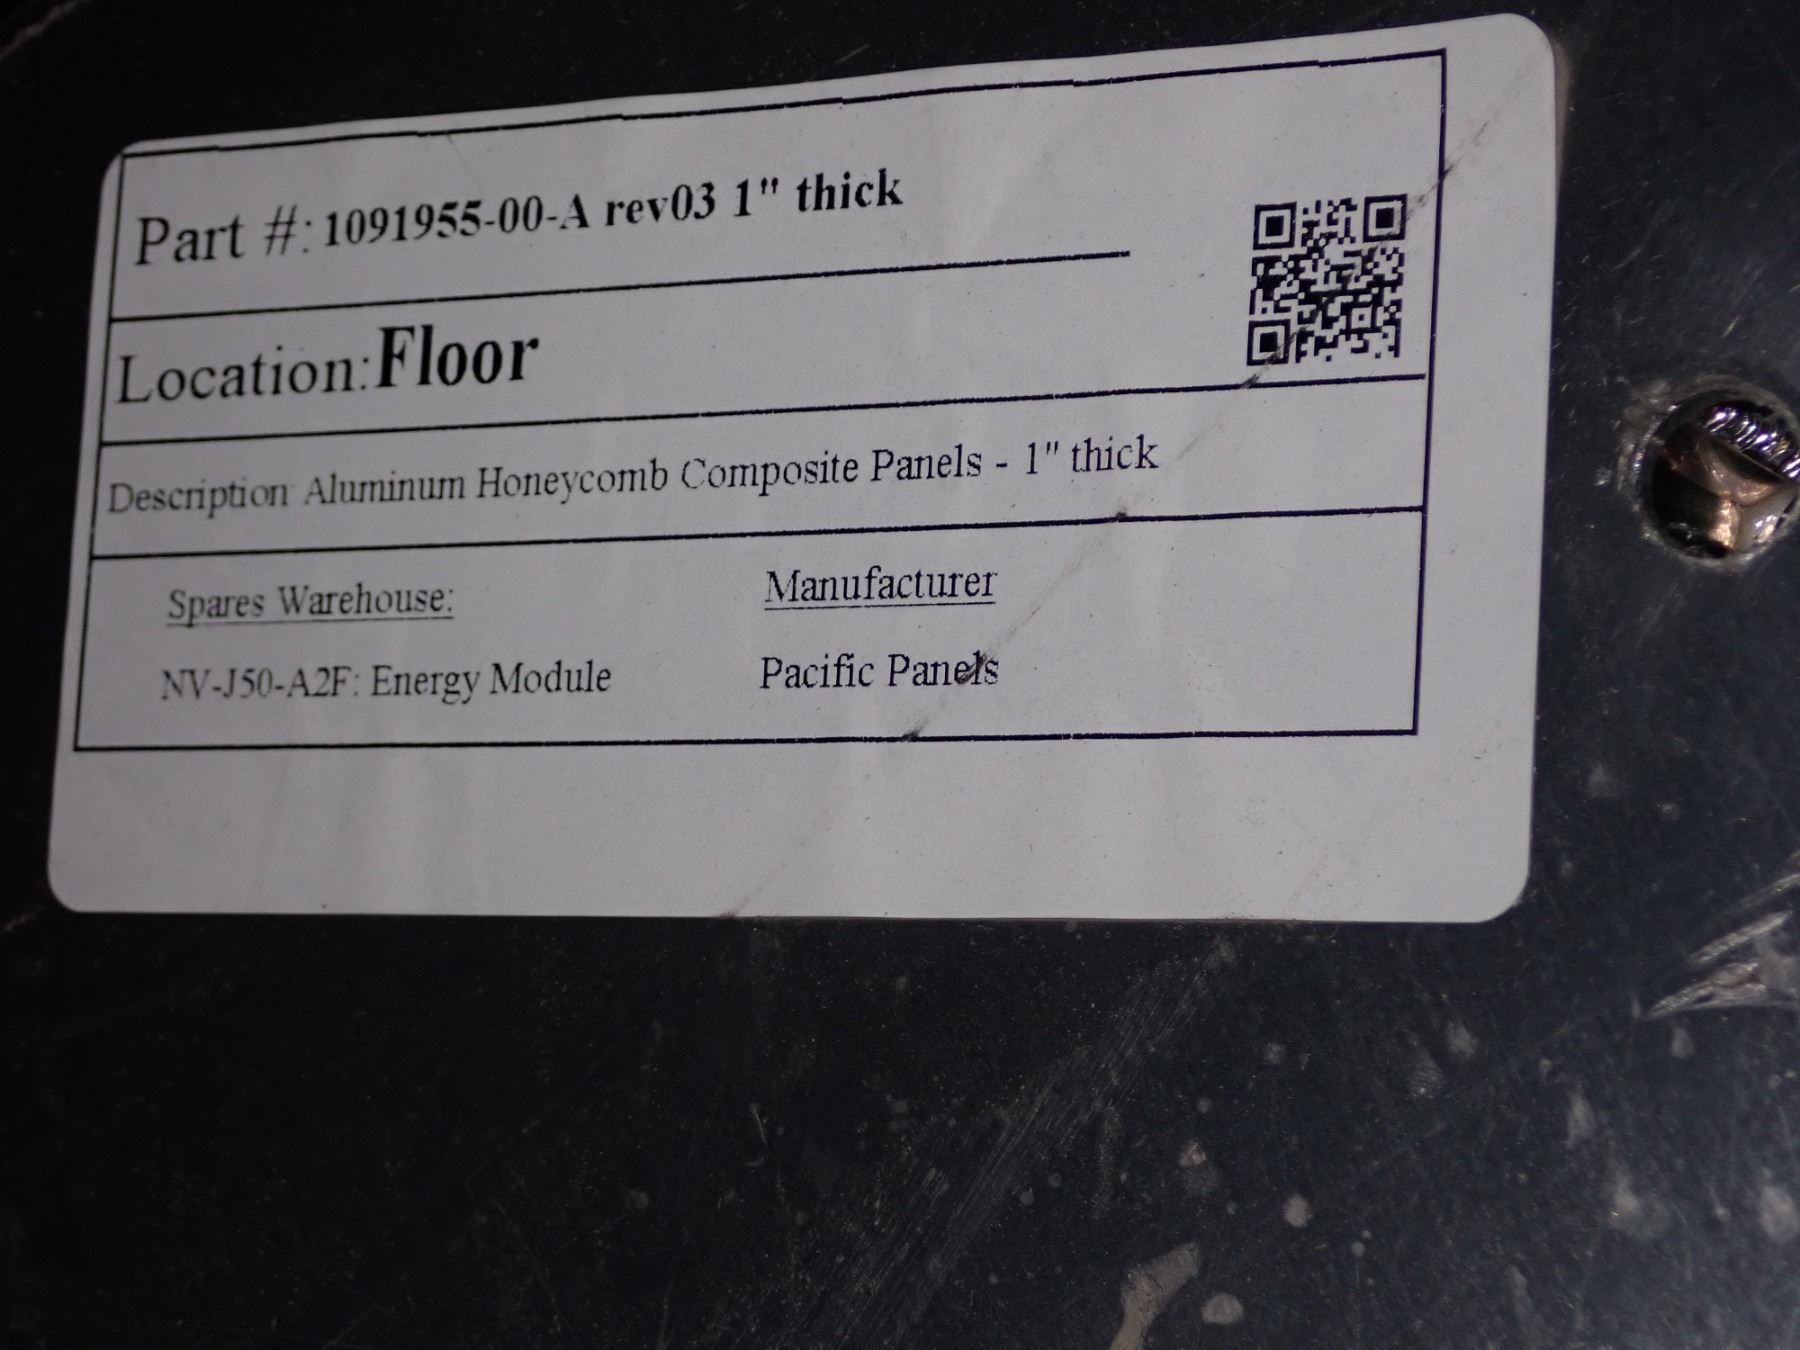 Part #: 1091955-00-A rev03 1" thick
Location: Floor
Description: Aluminum Honeycomb Composite Panels - 1" thick
Spares Warehouse:
Manufacturer
NV-J50-A2F: Energy Module
Pacific Panels